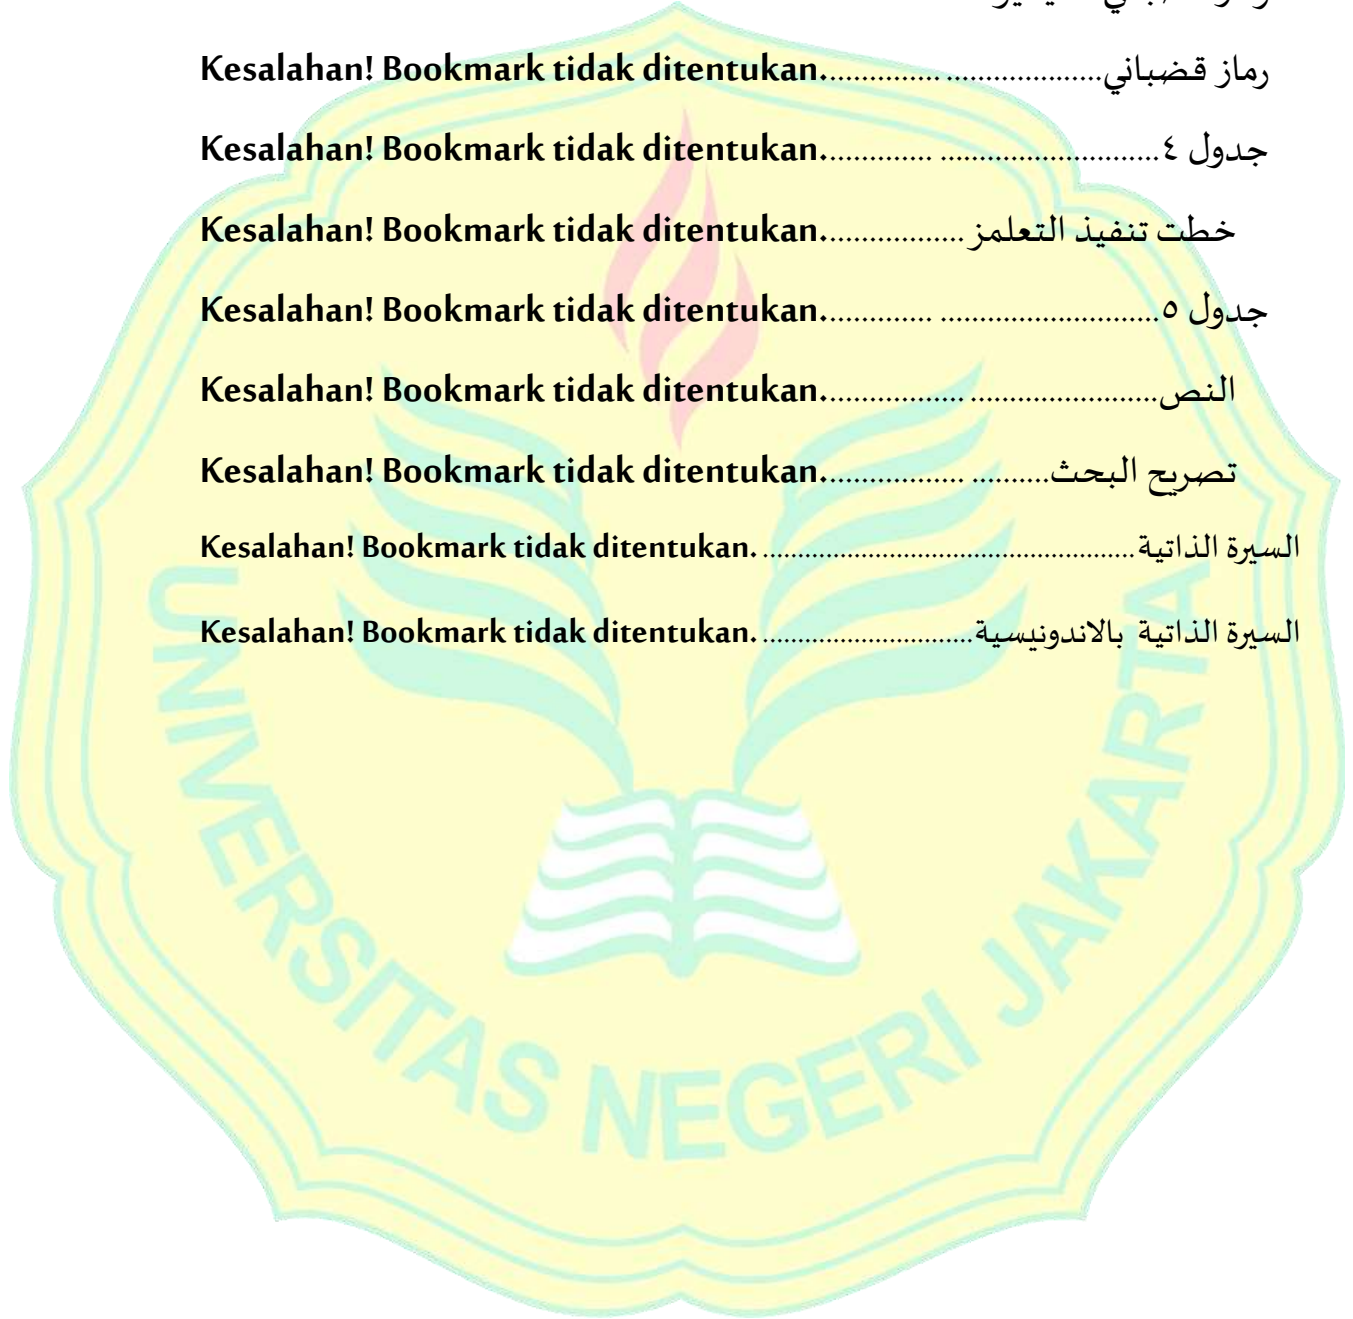 رماز قضباني.................. ..............Kesalahan! Bookmark tidak ditentukan.
جدول ٤.......................... .............Kesalahan! Bookmark tidak ditentukan.
خطت تنفيذ التعلمز ..................Kesalahan! Bookmark tidak ditentukan.
جدول ٥.......................... .............Kesalahan! Bookmark tidak ditentukan.
النص...................... .................Kesalahan! Bookmark tidak ditentukan.
تصريح البحث.......... .................Kesalahan! Bookmark tidak ditentukan.
السيرة الذاتية............................................... Kesalahan! Bookmark tidak ditentukan.
السيرة الذاتية بالاندونيسية........................... Kesalahan! Bookmark tidak ditentukan.
UNIVERSITAS NEGERI JAKARTA